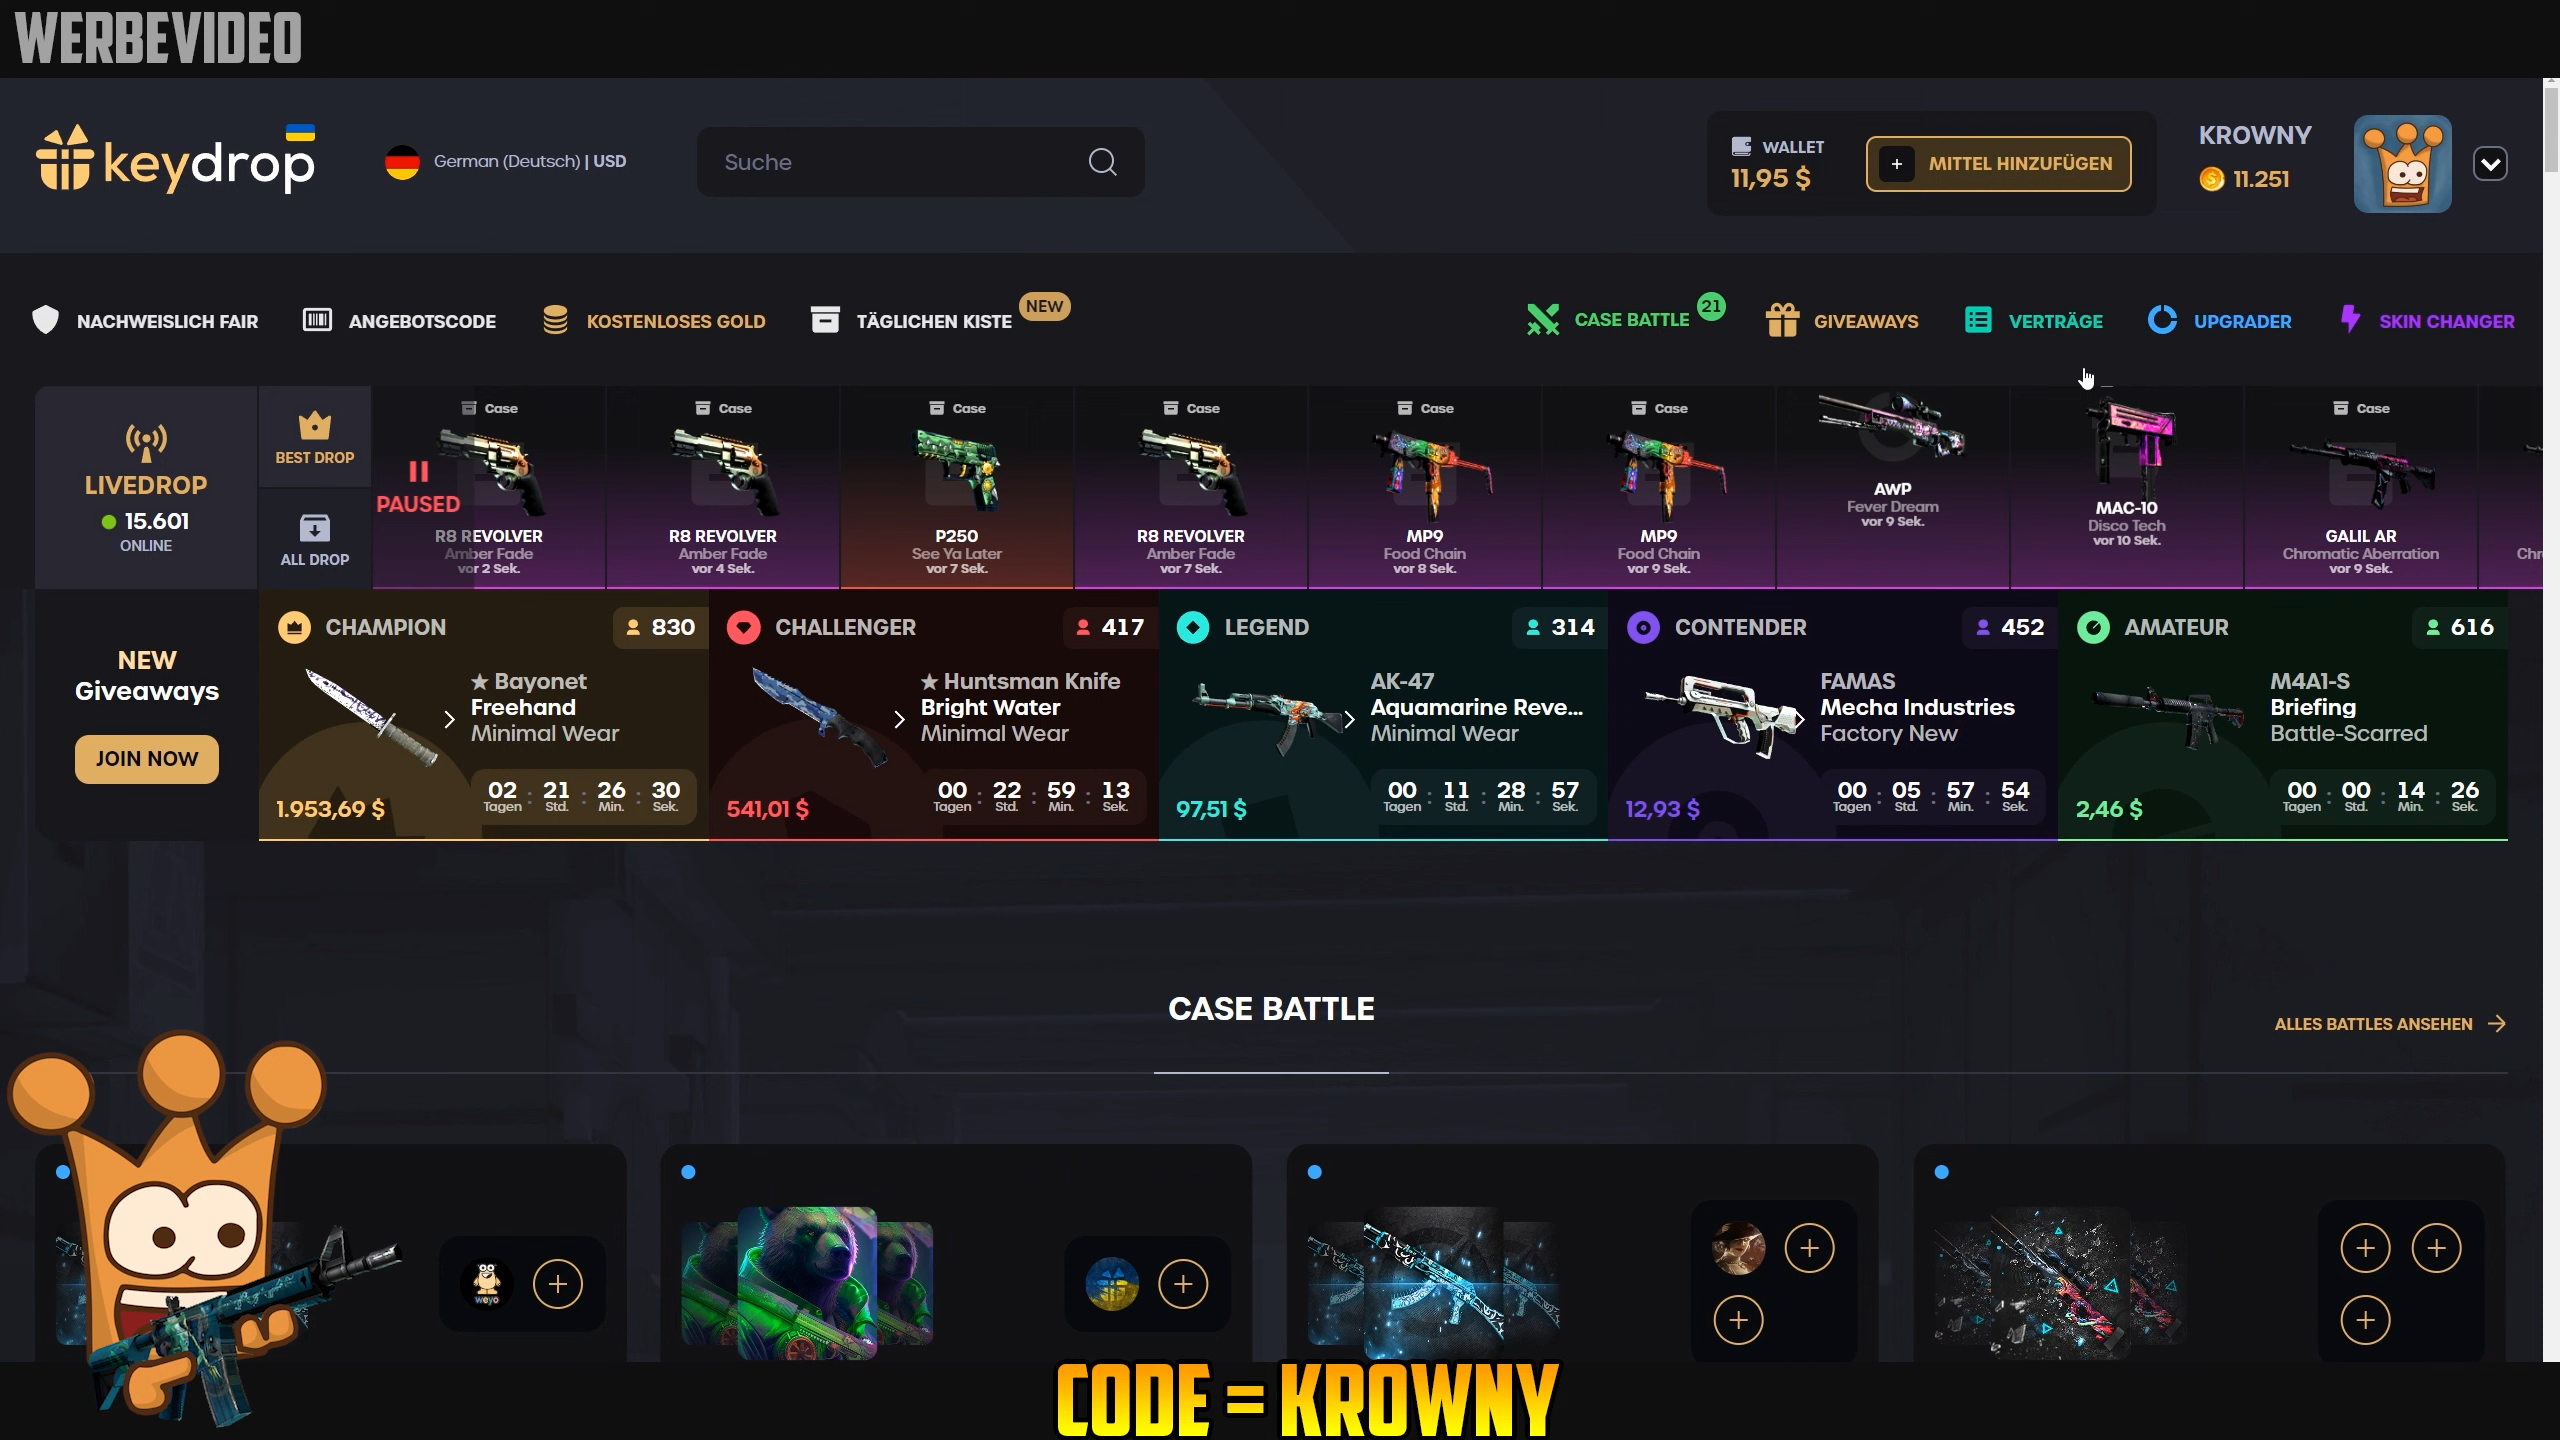 WERBEVIDEO
keydrop
German (Deutsch) | USD
Suche
WALLET
11,95 $
+ MITTEL HINZUFÜGEN
KROWNY
11.251
NACHWEISLICH FAIR
ANGEBOTSCODE
KOSTENLOSES GOLD
TÄGLICHEN KISTE
NEW
CASE BATTLE
21
GIVEAWAYS
VERTRÄGE
UPGRADER
SKIN CHANGER
LIVEDROP
15.601
ONLINE
BEST DROP
ALL DROP
PAUSED
Case
R8 REVOLVER
Amber Fade
vor 2 Sek.
Case
R8 REVOLVER
Amber Fade
vor 4 Sek.
Case
P250
See Ya Later
vor 7 Sek.
Case
R8 REVOLVER
Amber Fade
vor 7 Sek.
Case
MP9
Food Chain
vor 8 Sek.
Case
MP9
Food Chain
vor 9 Sek.
AWP
Fever Dream
vor 9 Sek.
MAC-10
Disco Tech
vor 10 Sek.
Case
GALIL AR
Chromatic Aberration
vor 9 Sek.
Chr
NEW
Giveaways
JOIN NOW
CHAMPION
830
★ Bayonet
Freehand
Minimal Wear
1.953,69 $
02 : 21 : 26 : 30
Tagen Std. Min. Sek.
CHALLENGER
417
★ Huntsman Knife
Bright Water
Minimal Wear
541,01 $
00 : 22 : 59 : 13
Tagen Std. Min. Sek.
LEGEND
314
AK-47
Aquamarine Reve...
Minimal Wear
97,51 $
00 : 11 : 28 : 57
Tagen Std. Min. Sek.
CONTENDER
452
FAMAS
Mecha Industries
Factory New
12,93 $
00 : 05 : 57 : 54
Tagen Std. Min. Sek.
AMATEUR
616
M4A1-S
Briefing
Battle-Scarred
2,46 $
00 : 00 : 14 : 26
Tagen Std. Min. Sek.
CASE BATTLE
ALLES BATTLES ANSEHEN
weyo
CODE = KROWNY